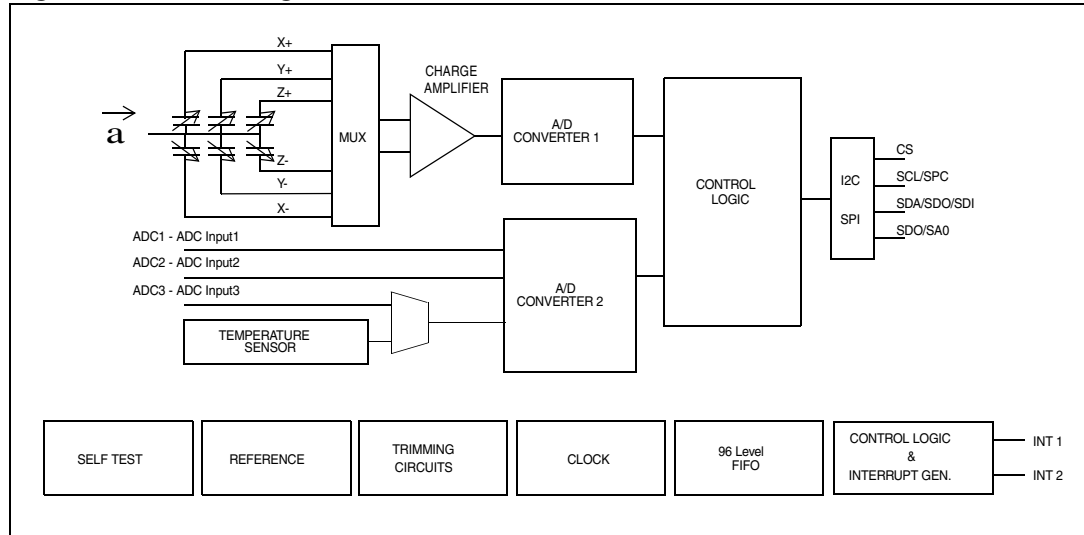 X+
Y+
Z+
CHARGE
AMPLIFIER
a
MUX
A/D
CONVERTER 1
CONTROL
LOGIC
I2C
SPI
CS
SCL/SPC
SDA/SDO/SDI
SDO/SA0
Z-
Y-
X-
ADC1 - ADC Input1
ADC2 - ADC Input2
ADC3 - ADC Input3
A/D
CONVERTER 2
TEMPERATURE
SENSOR
SELF TEST
REFERENCE
TRIMMING
CIRCUITS
CLOCK
96 Level
FIFO
CONTROL LOGIC
&
INTERRUPT GEN.
INT 1
INT 2